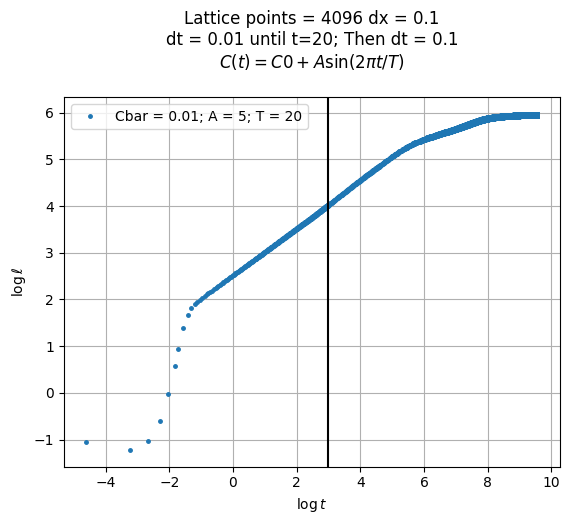 Lattice points = 4096 dx = 0.1
dt = 0.01 until t=20; Then dt = 0.1
C(t) = C0 + A sin(2πt/T)
Cbar = 0.01; A = 5; T = 20
log ℓ
6
5
4
3
2
1
0
−1
−4
−2
0
2
4
6
8
10
log t